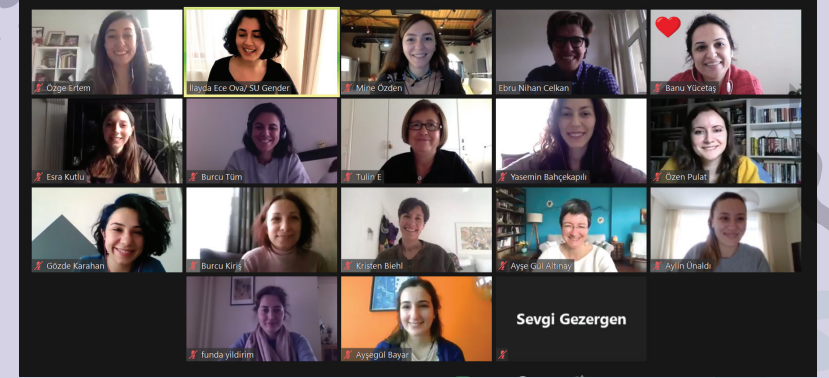 Özge Ertem
İlayda Ece Ova/ SU Gender
Mine Özden
Ebru Nihan Celkan
Banu Yücetaş
Esra Kutlu
Burcu Tüm
Tulin E
Yasemin Bahçekapılı
Özen Pulat
Gözde Karahan
Burcu Kiriş
Kristen Biehl
Ayşe Gül Altınay
Aylin Ünaldı
funda yildirim
Ayşegül Bayar
Sevgi Gezergen